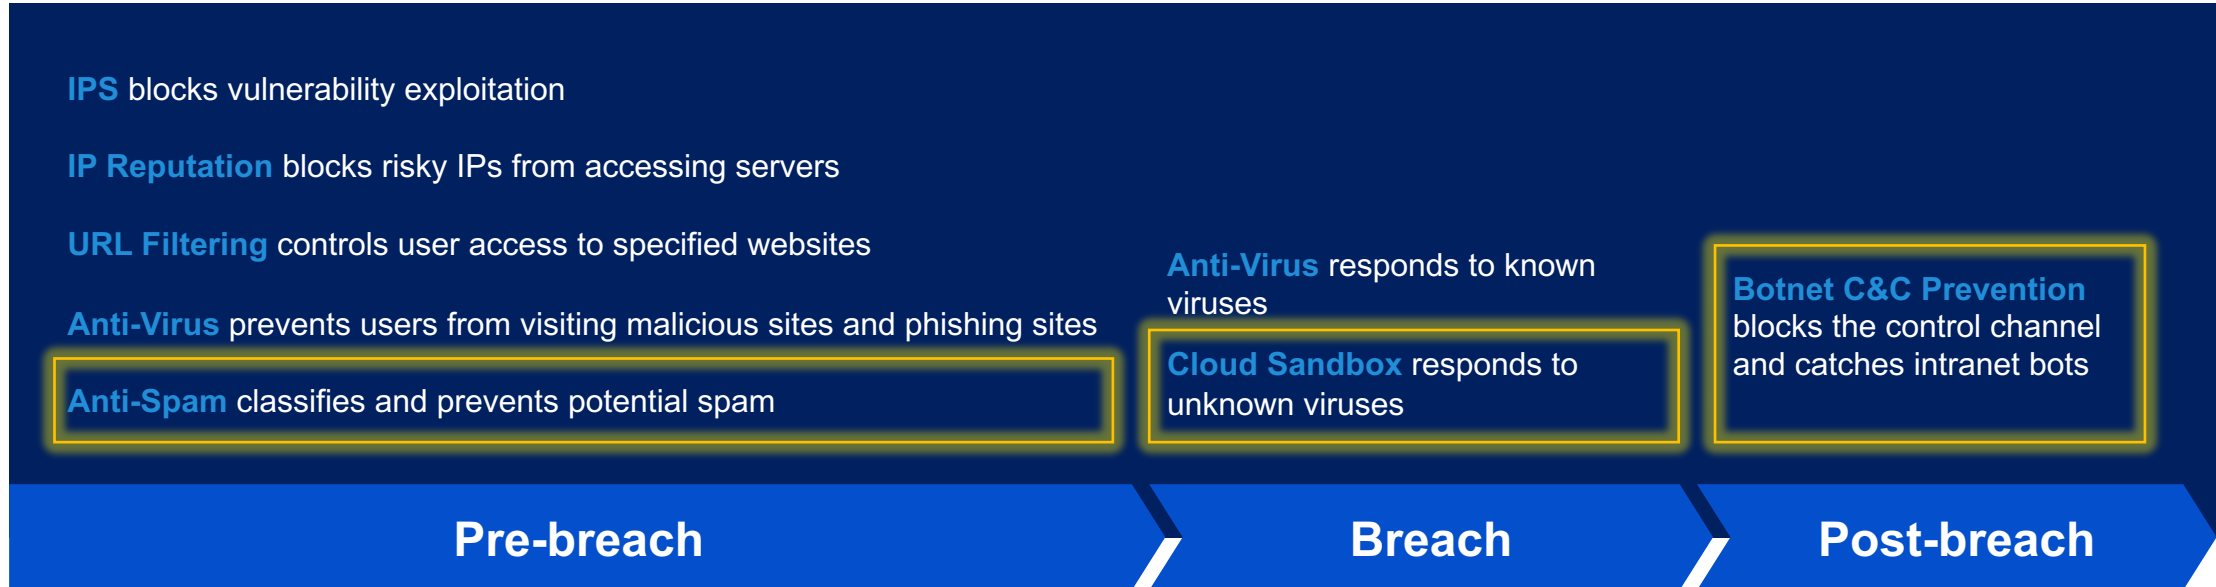 IPS blocks vulnerability exploitation
IP Reputation blocks risky IPs from accessing servers
URL Filtering controls user access to specified websites
Anti-Virus prevents users from visiting malicious sites and phishing sites
Anti-Spam classifies and prevents potential spam
Anti-Virus responds to known
viruses
Cloud Sandbox responds to
unknown viruses
Botnet C&C Prevention
blocks the control channel
and catches intranet bots
Pre-breach
Breach
Post-breach